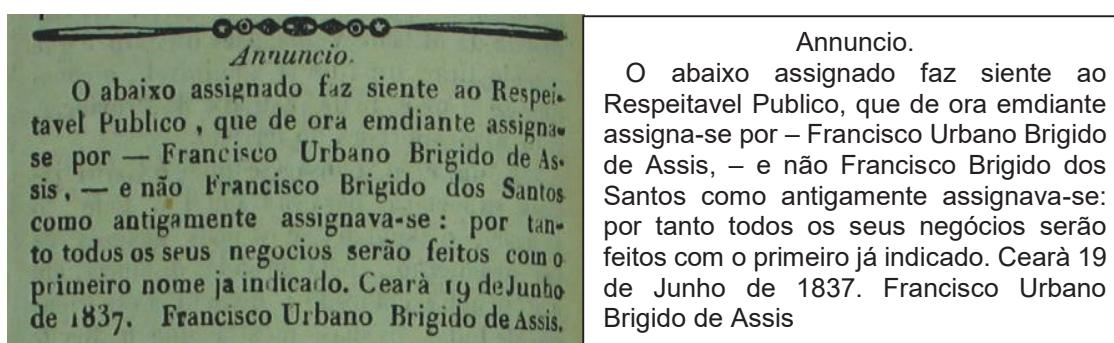 Annuncio.
O abaixo assignado faz siente ao Respei-
tavel Publico , que de ora emdiante assigna-
se por — Francisco Urbano Brigido de As-
sis , — e não Francisco Brigido dos Santos
como antigamente assignava-se : por tan-
to todos os seus negocios serão feitos com o
primeiro nome ja indicado. Cearà 19 de Junho
de 1837. Francisco Urbano Brigido de Assis.
Annuncio.
O abaixo assignado faz siente ao
Respeitavel Publico, que de ora emdiante
assigna-se por – Francisco Urbano Brigido
de Assis, – e não Francisco Brigido dos
Santos como antigamente assignava-se:
por tanto todos os seus negócios serão
feitos com o primeiro já indicado. Cearà 19
de Junho de 1837. Francisco Urbano
Brigido de Assis